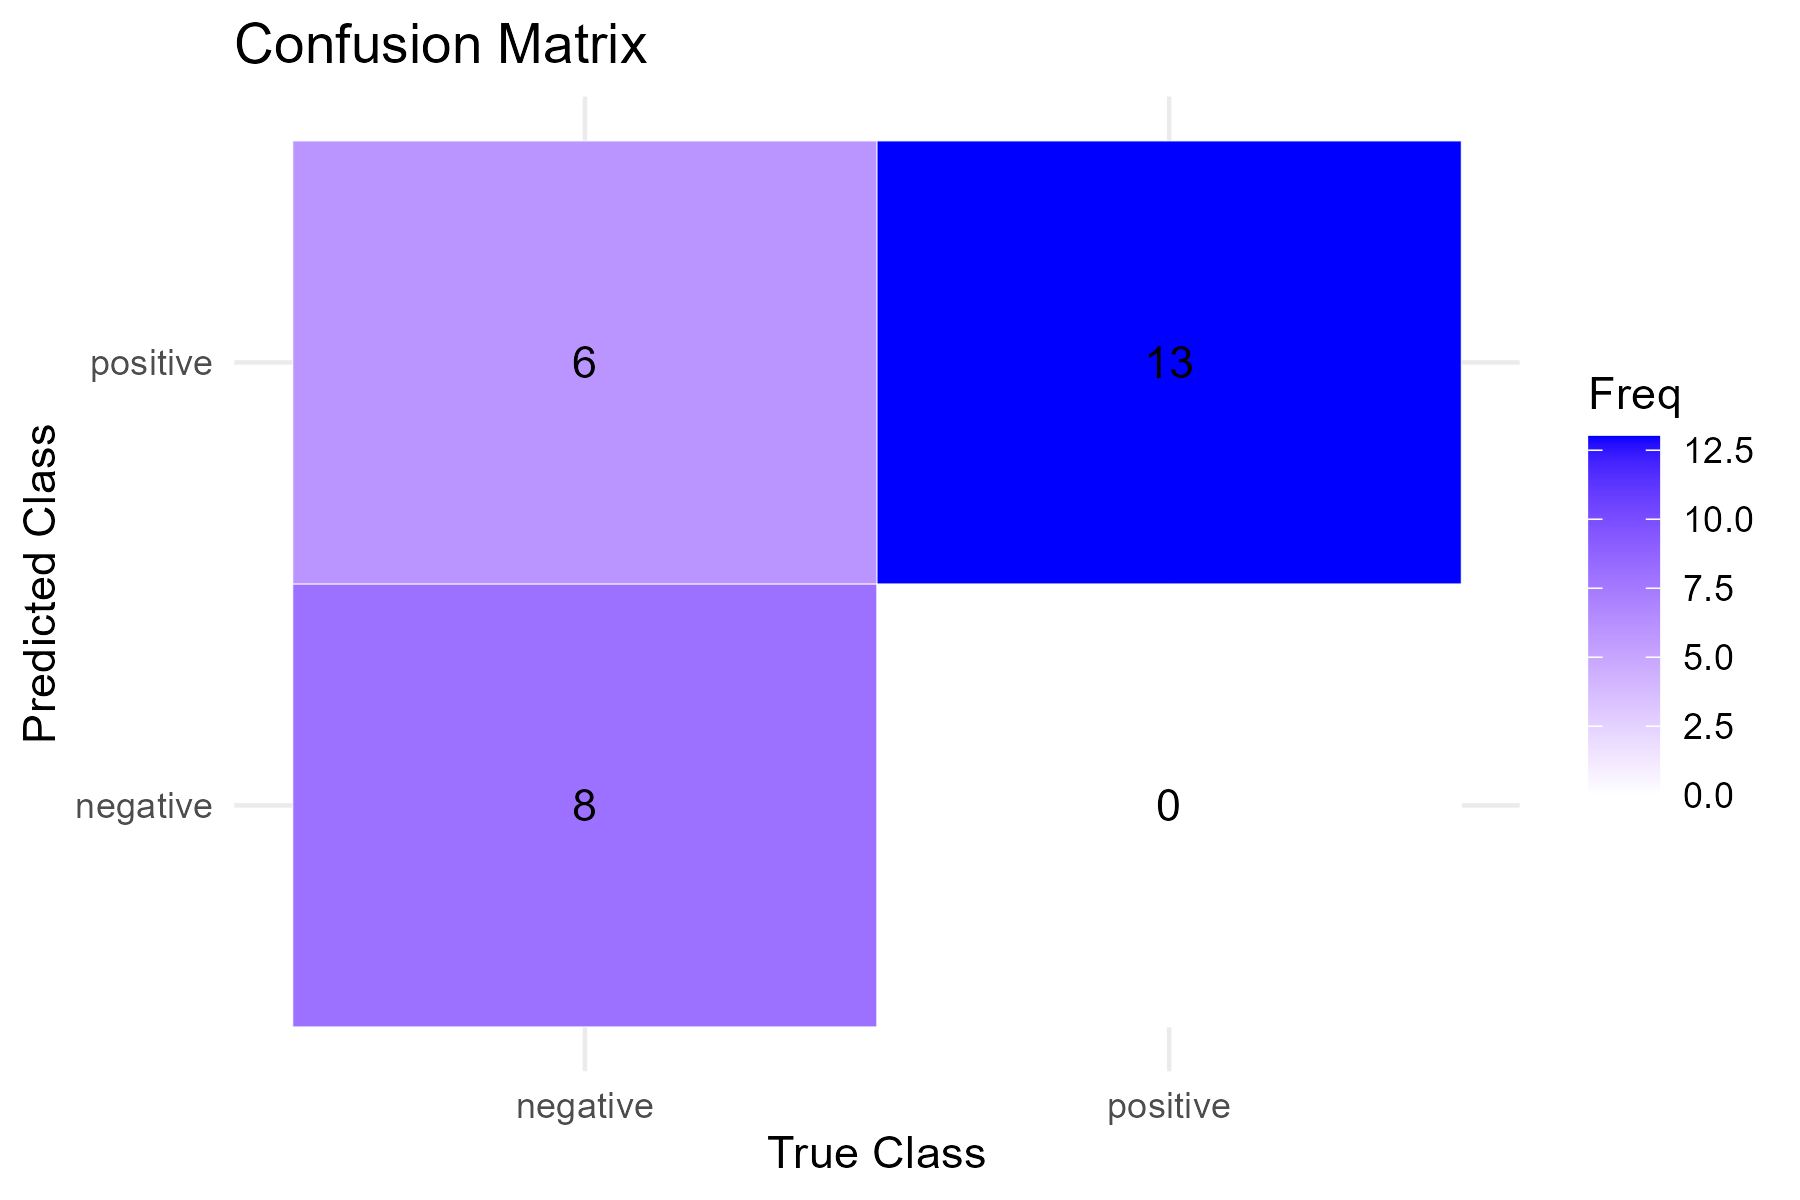 Confusion Matrix
Predicted Class
positive
negative
6
13
8
0
negative
positive
True Class
Freq
12.5
10.0
7.5
5.0
2.5
0.0